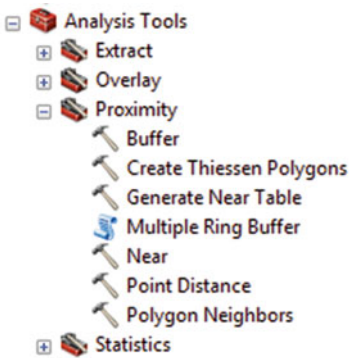 Analysis Tools
Extract
Overlay
Proximity
Buffer
Create Thiessen Polygons
Generate Near Table
Multiple Ring Buffer
Near
Point Distance
Polygon Neighbors
Statistics